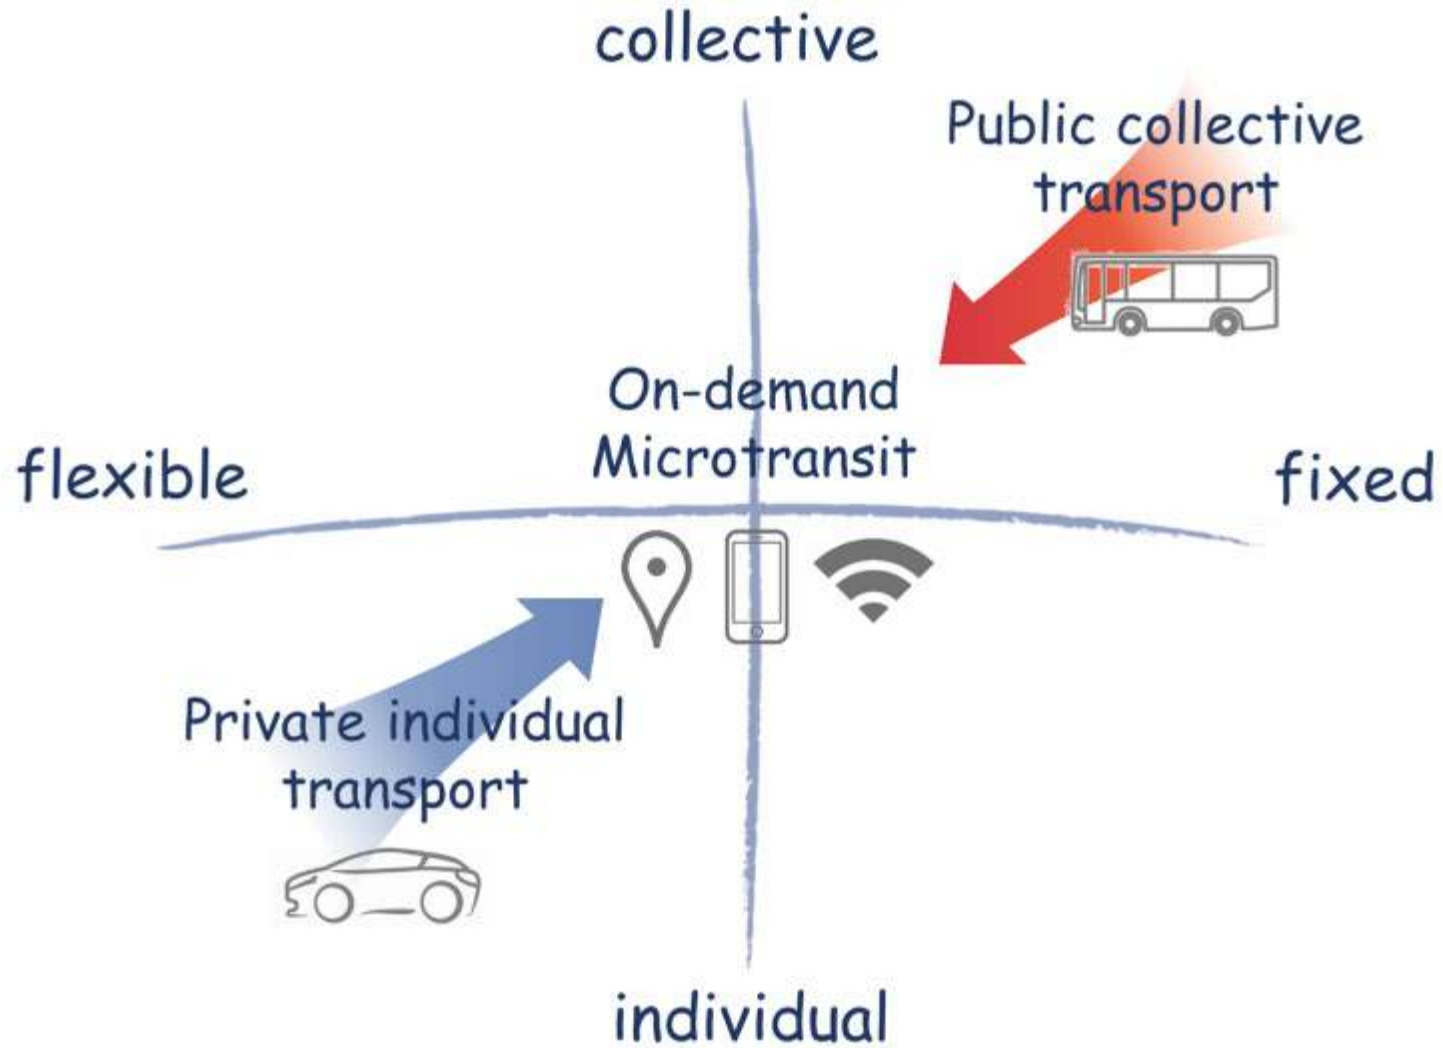 collective
Public collective
transport
On-demand
Microtransit
flexible
fixed
Private individual
transport
individual